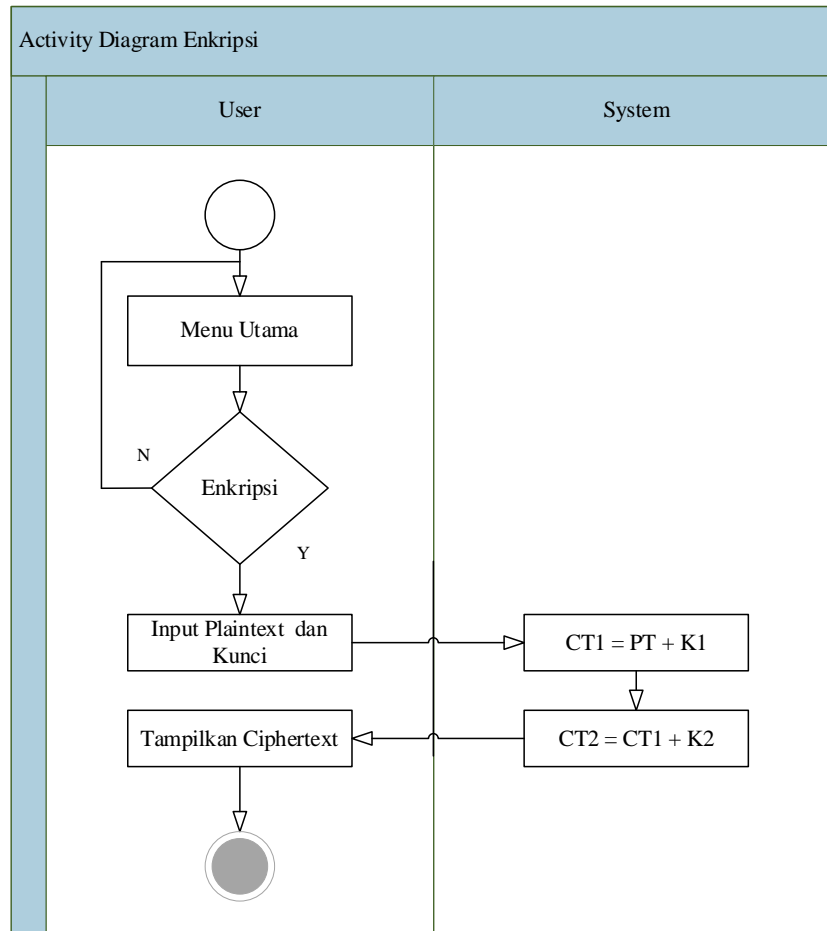 Activity Diagram Enkripsi
User
System
Menu Utama
N
Enkripsi
Y
Input Plaintext dan
Kunci
CT1 = PT + K1
Tampilkan Ciphertext
CT2 = CT1 + K2